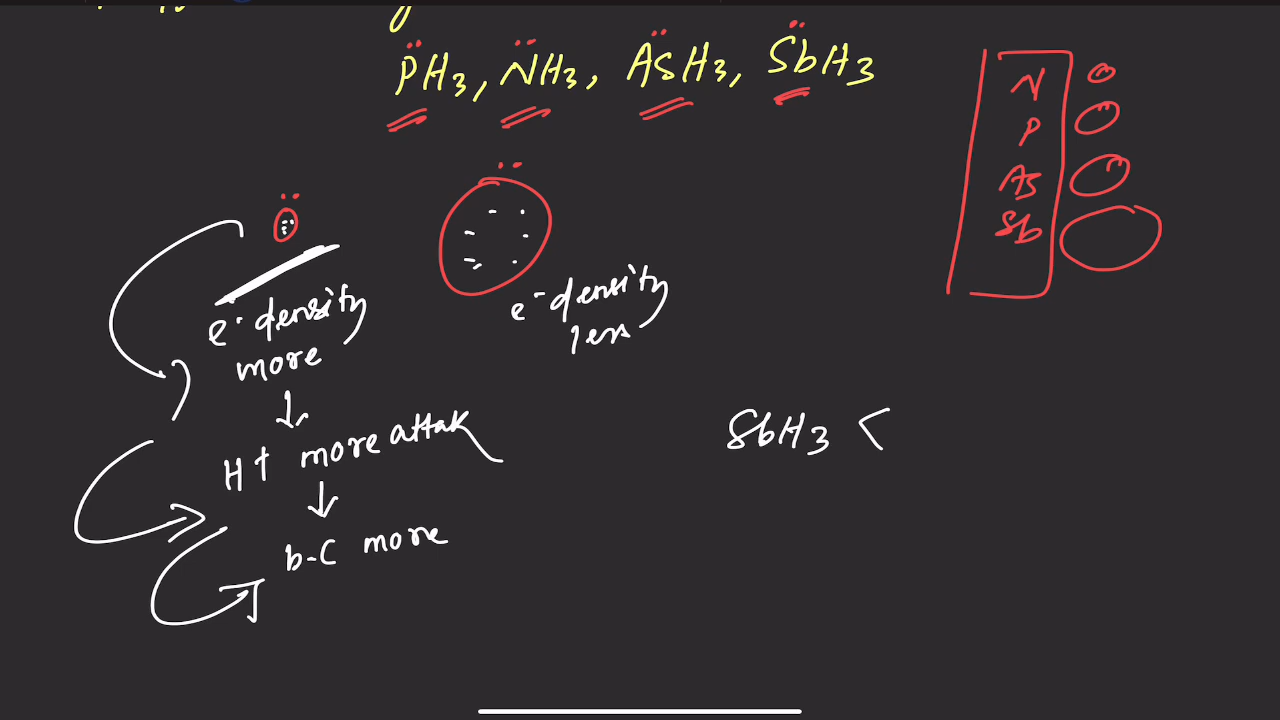 PH3, NH3, AsH3, SbH3
N
P
As
Sb
e- density
more
↓
H+ more attak
↓
b-C more
e- density
less
SbH3 <